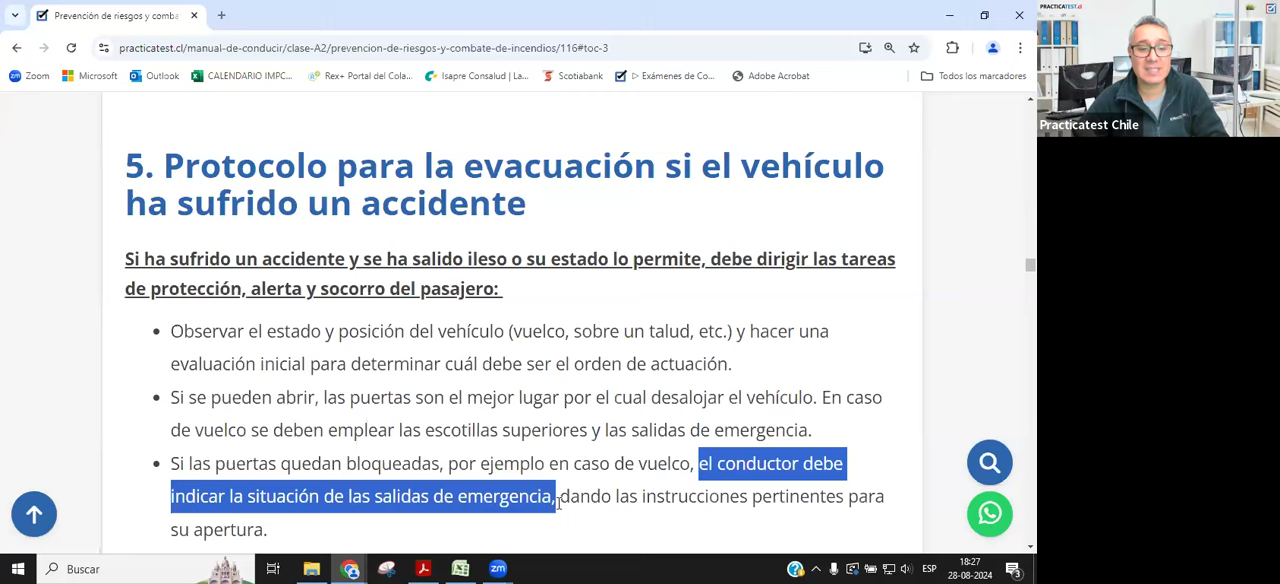 Prevención de riesgos y comba
practicatest.cl/manual-de-conducir/clase-A2/prevencion-de-riesgos-y-combate-de-incendios/116#toc-3
Zoom
Microsoft
Outlook
CALENDARIO IMPC...
Rex+ Portal del Cola...
Isapre Consalud | La...
Scotiabank
▷ Exámenes de Co...
Adobe Acrobat
Todos los marcadores
PRACTICATEST.cl
Practicatest Chile
5. Protocolo para la evacuación si el vehículo
ha sufrido un accidente
Si ha sufrido un accidente y se ha salido ileso o su estado lo permite, debe dirigir las tareas
de protección, alerta y socorro del pasajero:
• Observar el estado y posición del vehículo (vuelco, sobre un talud, etc.) y hacer una
evaluación inicial para determinar cuál debe ser el orden de actuación.
• Si se pueden abrir, las puertas son el mejor lugar por el cual desalojar el vehículo. En caso
de vuelco se deben emplear las escotillas superiores y las salidas de emergencia.
• Si las puertas quedan bloqueadas, por ejemplo en caso de vuelco, el conductor debe
indicar la situación de las salidas de emergencia, dando las instrucciones pertinentes para
su apertura.
Buscar
zm
ESP
18:27
28-08-2024
3